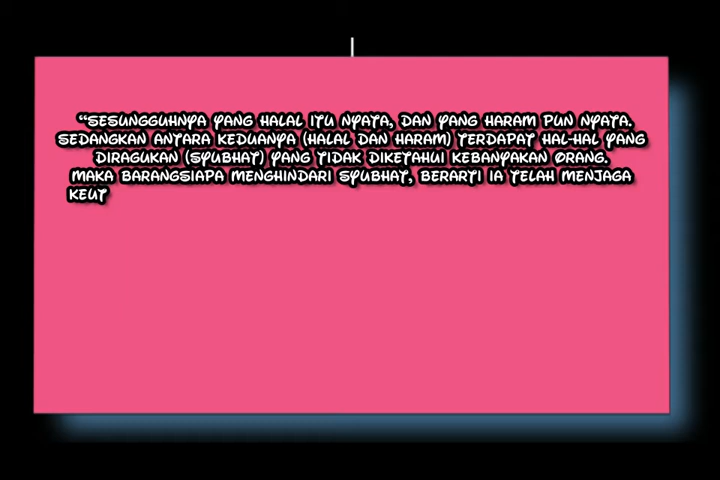 “SESUNGGUHNYA YANG HALAL ITU NYATA, DAN YANG HARAM PUN NYATA.
SEDANGKAN ANTARA KEDUANYA (HALAL DAN HARAM) TERDAPAT HAL-HAL YANG
DIRAGUKAN (SYUBHAT) YANG TIDAK DIKETAHUI KEBANYAKAN ORANG.
MAKA BARANGSIAPA MENGHINDARI SYUBHAT, BERARTI IA TELAH MENJAGA
KEUT